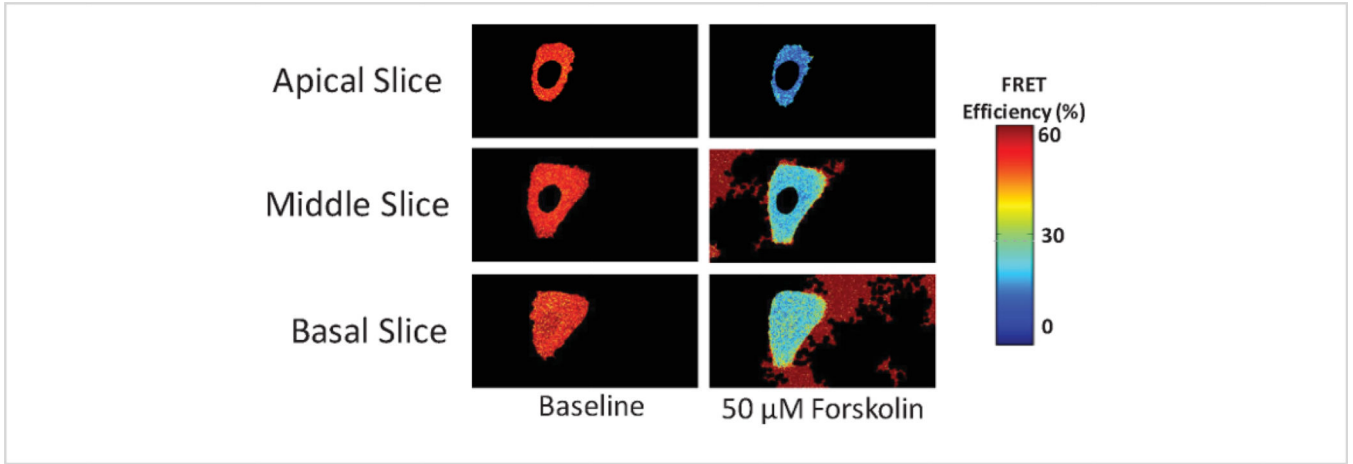 Apical Slice
Middle Slice
Basal Slice
Baseline
50 μM Forskolin
FRET
Efficiency (%)
60
30
0